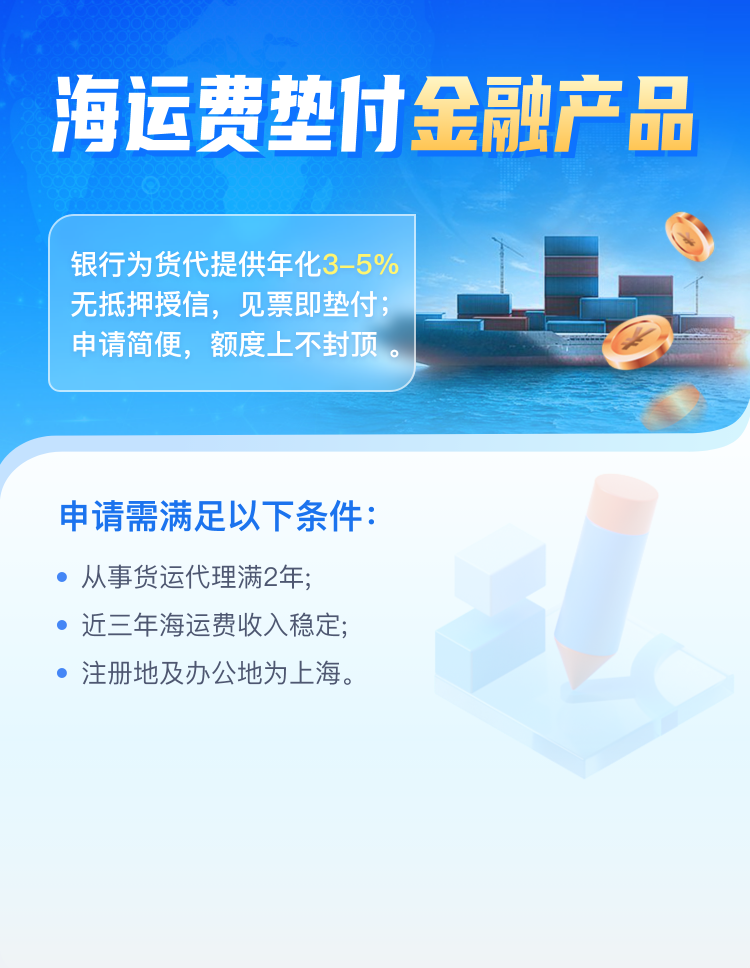 海运费垫付金融产品
银行为货代提供年化3-5%
无抵押授信，见票即垫付；
申请简便，额度上不封顶 。
申请需满足以下条件：
• 从事货运代理满2年;
• 近三年海运费收入稳定;
• 注册地及办公地为上海。